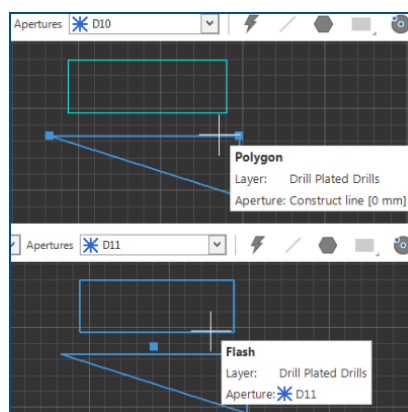 Apertures D10
Polygon
Layer: Drill Plated Drills
Aperture: Construct line [0 mm]
Apertures D11
Flash
Layer: Drill Plated Drills
Aperture: D11